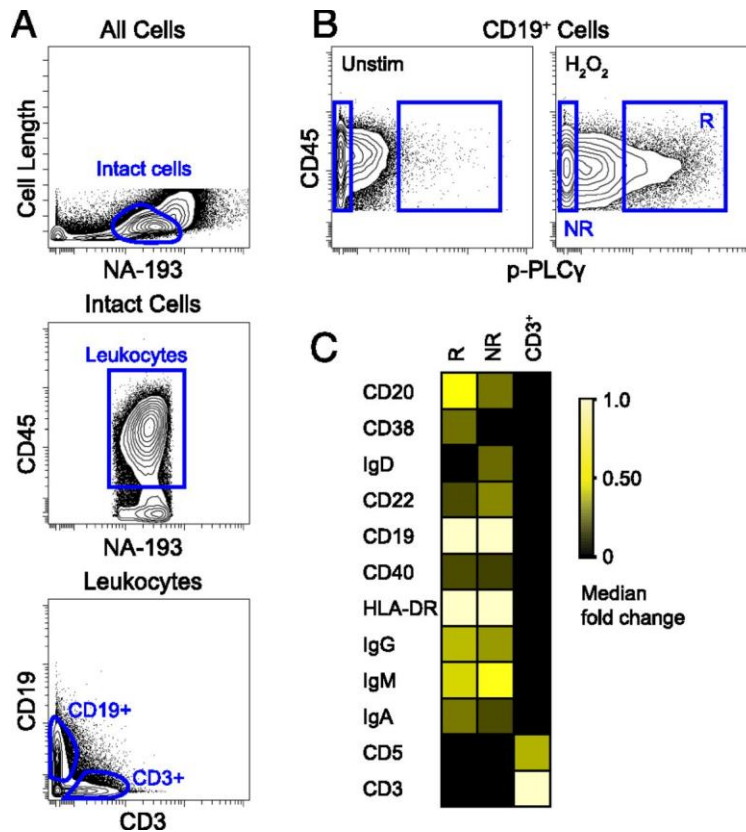 A
All Cells
Cell Length
Intact cells
NA-193
Intact Cells
Leukocytes
CD45
NA-193
Leukocytes
CD19
CD19+
CD3+
CD3
B
CD19+ Cells
Unstim
H2O2
CD45
R
NR
p-PLCγ
C
R
NR
CD3+
CD20
CD38
IgD
CD22
CD19
CD40
HLA-DR
IgG
IgM
IgA
CD5
CD3
1.0
0.50
0
Median
fold change